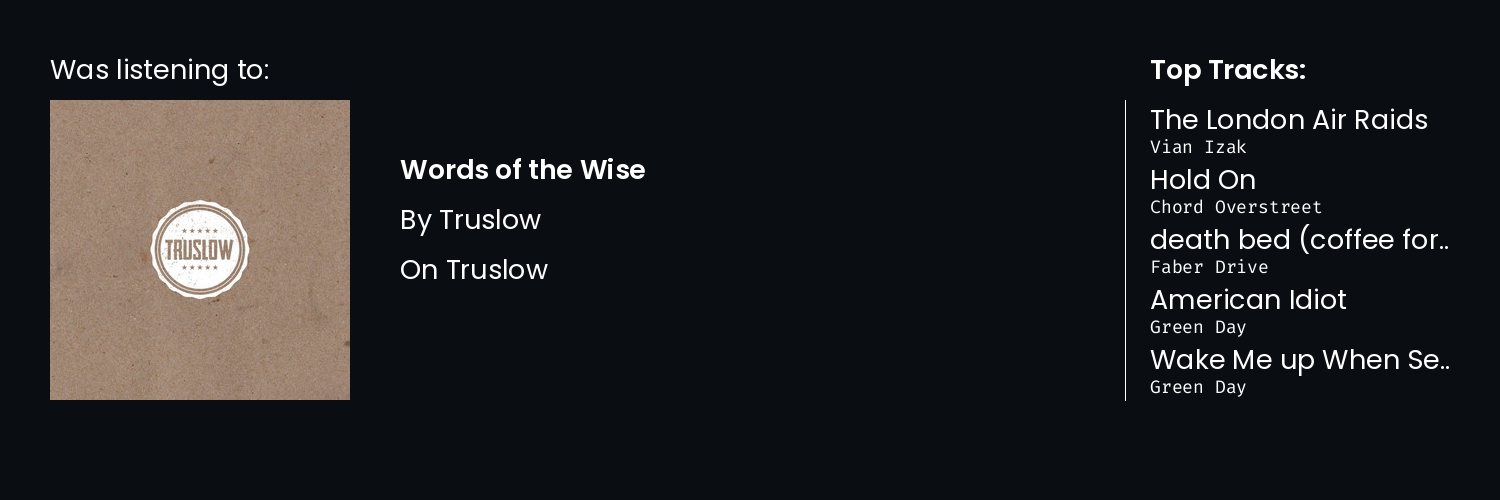 Was listening to:
TRUSLOW
Words of the Wise
By Truslow
On Truslow
Top Tracks:
The London Air Raids
Vian Izak
Hold On
Chord Overstreet
death bed (coffee for..
Faber Drive
American Idiot
Green Day
Wake Me up When Se..
Green Day